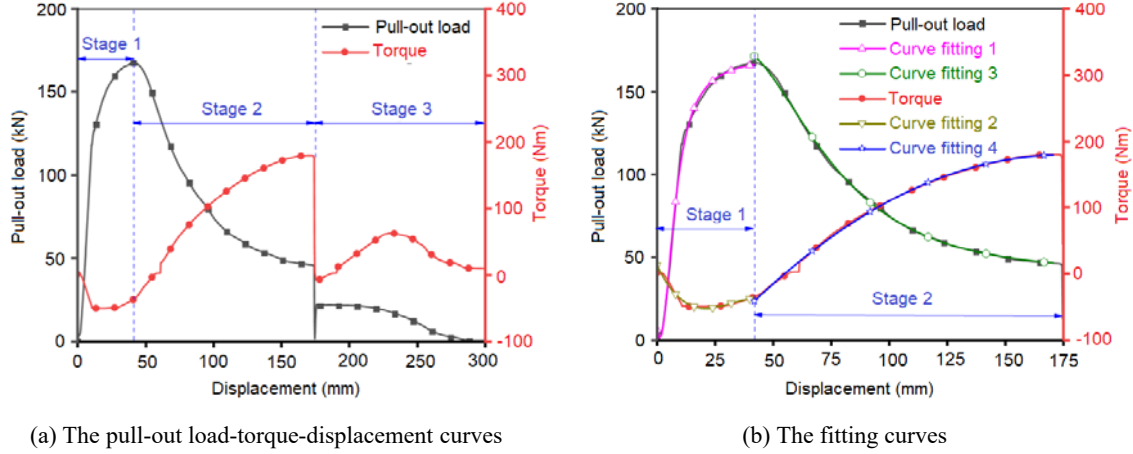 200
150
100
50
0
Pull-out load (kN)
400
300
200
100
0
-100
Torque (Nm)
Pull-out load
Torque
Stage 1
Stage 2
Stage 3
0 50 100 150 200 250 300
Displacement (mm)
(a) The pull-out load-torque-displacement curves
200
150
100
50
0
Pull-out load (kN)
400
300
200
100
0
-100
Torque (Nm)
Pull-out load
Curve fitting 1
Curve fitting 3
Torque
Curve fitting 2
Curve fitting 4
Stage 1
Stage 2
0 25 50 75 100 125 150 175
Displacement (mm)
(b) The fitting curves